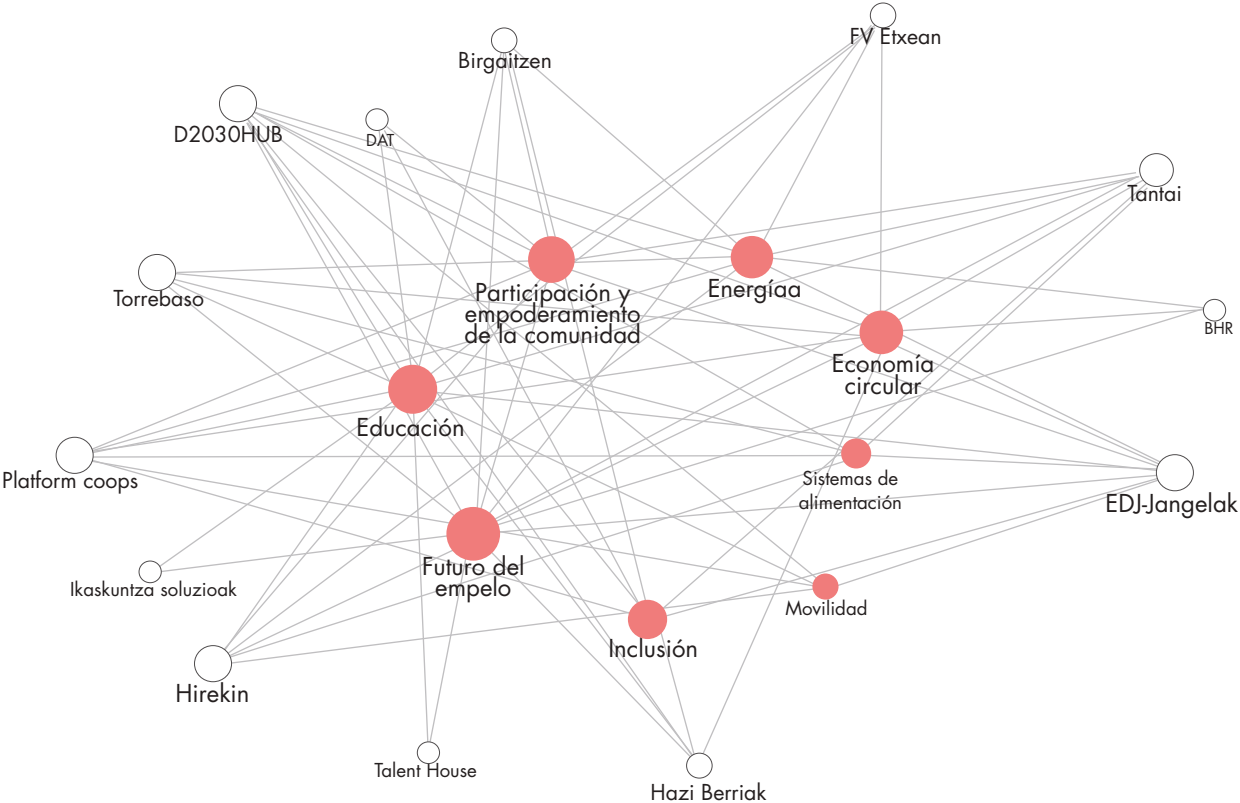 FV Etxean
Birgaitzen
D2030HUB
DAT
Tantai
Torrebaso
Participación y
empoderamiento
de la comunidad
Energíaa
BHR
Economía
circular
Educación
Platform coops
Sistemas de
alimentación
EDJ-Jangelak
Futuro del
empelo
Ikaskuntza soluzioak
Movilidad
Inclusión
Hirekin
Talent House
Hazi Berriak